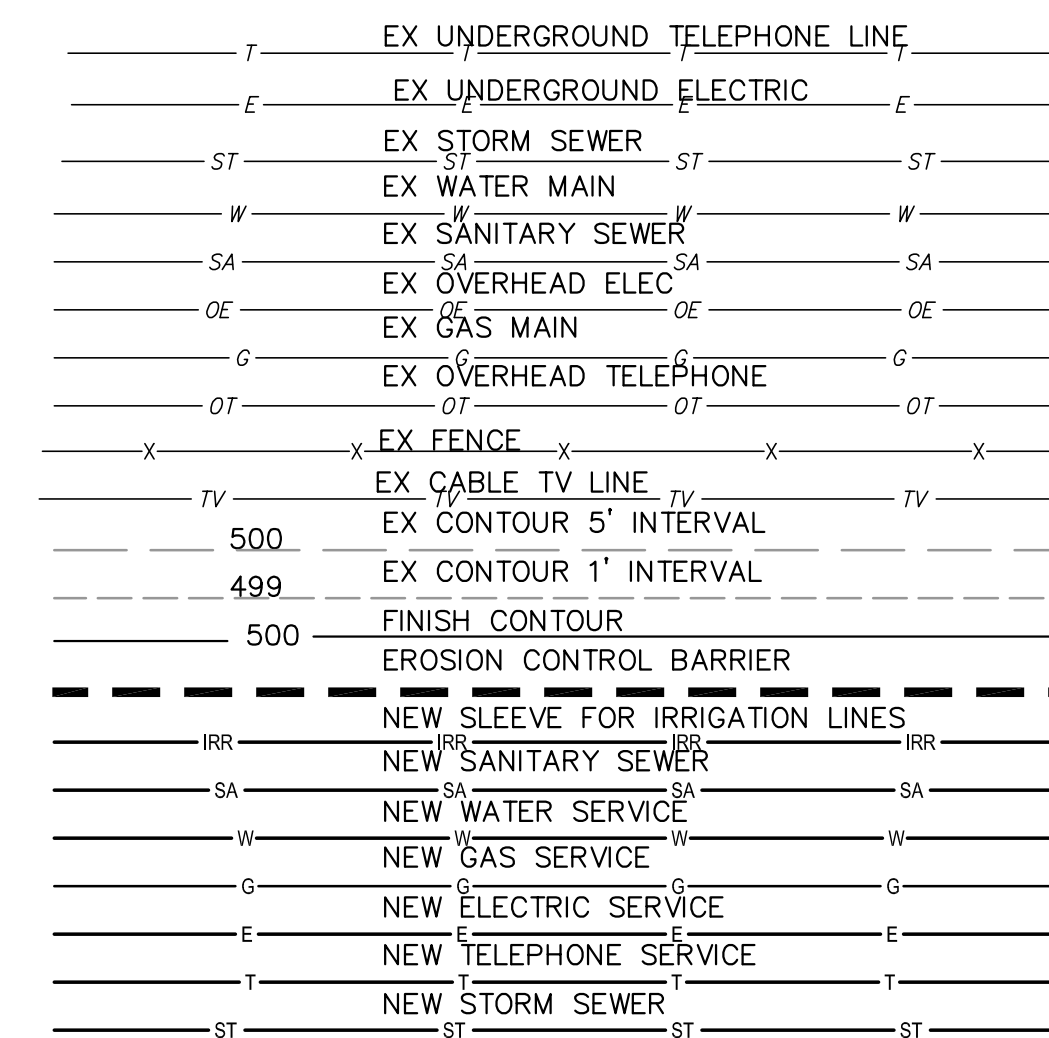 EX UNDERGROUND TELEPHONE LINE
T T T T
EX UNDERGROUND ELECTRIC
E E E E
EX STORM SEWER
ST ST ST ST
EX WATER MAIN
W W W W
EX SANITARY SEWER
SA SA SA SA
EX OVERHEAD ELEC
OE OE OE OE
EX GAS MAIN
G G G G
EX OVERHEAD TELEPHONE
OT OT OT OT
EX FENCE
X X X X X
EX CABLE TV LINE
TV TV TV TV
EX CONTOUR 5' INTERVAL
500
EX CONTOUR 1' INTERVAL
499
FINISH CONTOUR
500
EROSION CONTROL BARRIER
NEW SLEEVE FOR IRRIGATION LINES
IRR IRR IRR IRR
NEW SANITARY SEWER
SA SA SA SA
NEW WATER SERVICE
W W W W
NEW GAS SERVICE
G G G G
NEW ELECTRIC SERVICE
E E E E
NEW TELEPHONE SERVICE
T T T T
NEW STORM SEWER
ST ST ST ST